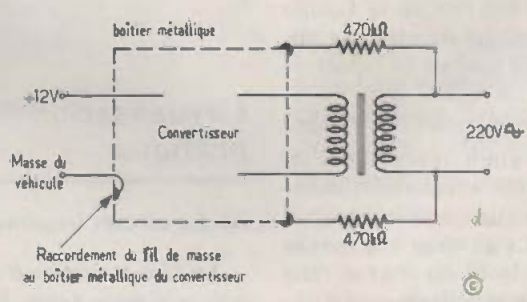 boîtier métallique
470kΩ
+12V
Convertisseur
220V
Masse du
véhicule
470kΩ
Raccordement du fil de masse
au boîtier métallique du convertisseur
d
©